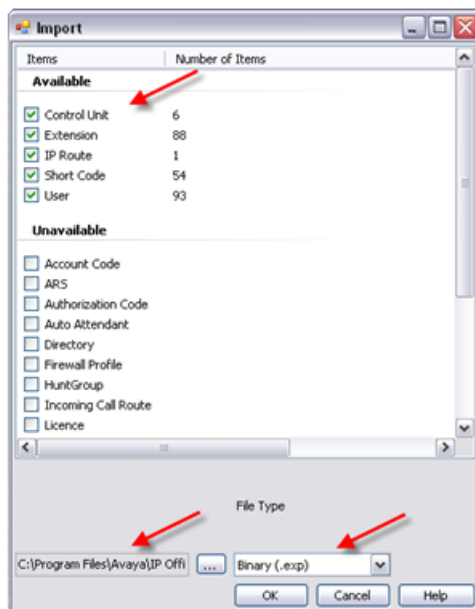 Import
Items Number of Items
Available
Control Unit 6
Extension 88
IP Route 1
Short Code 54
User 93
Unavailable
Account Code
ARS
Authorization Code
Auto Attendant
Directory
Firewall Profile
HuntGroup
Incoming Call Route
Licence
File Type
C:\Program Files\Avaya\IP Offi ... Binary (.exp)
OK Cancel Help